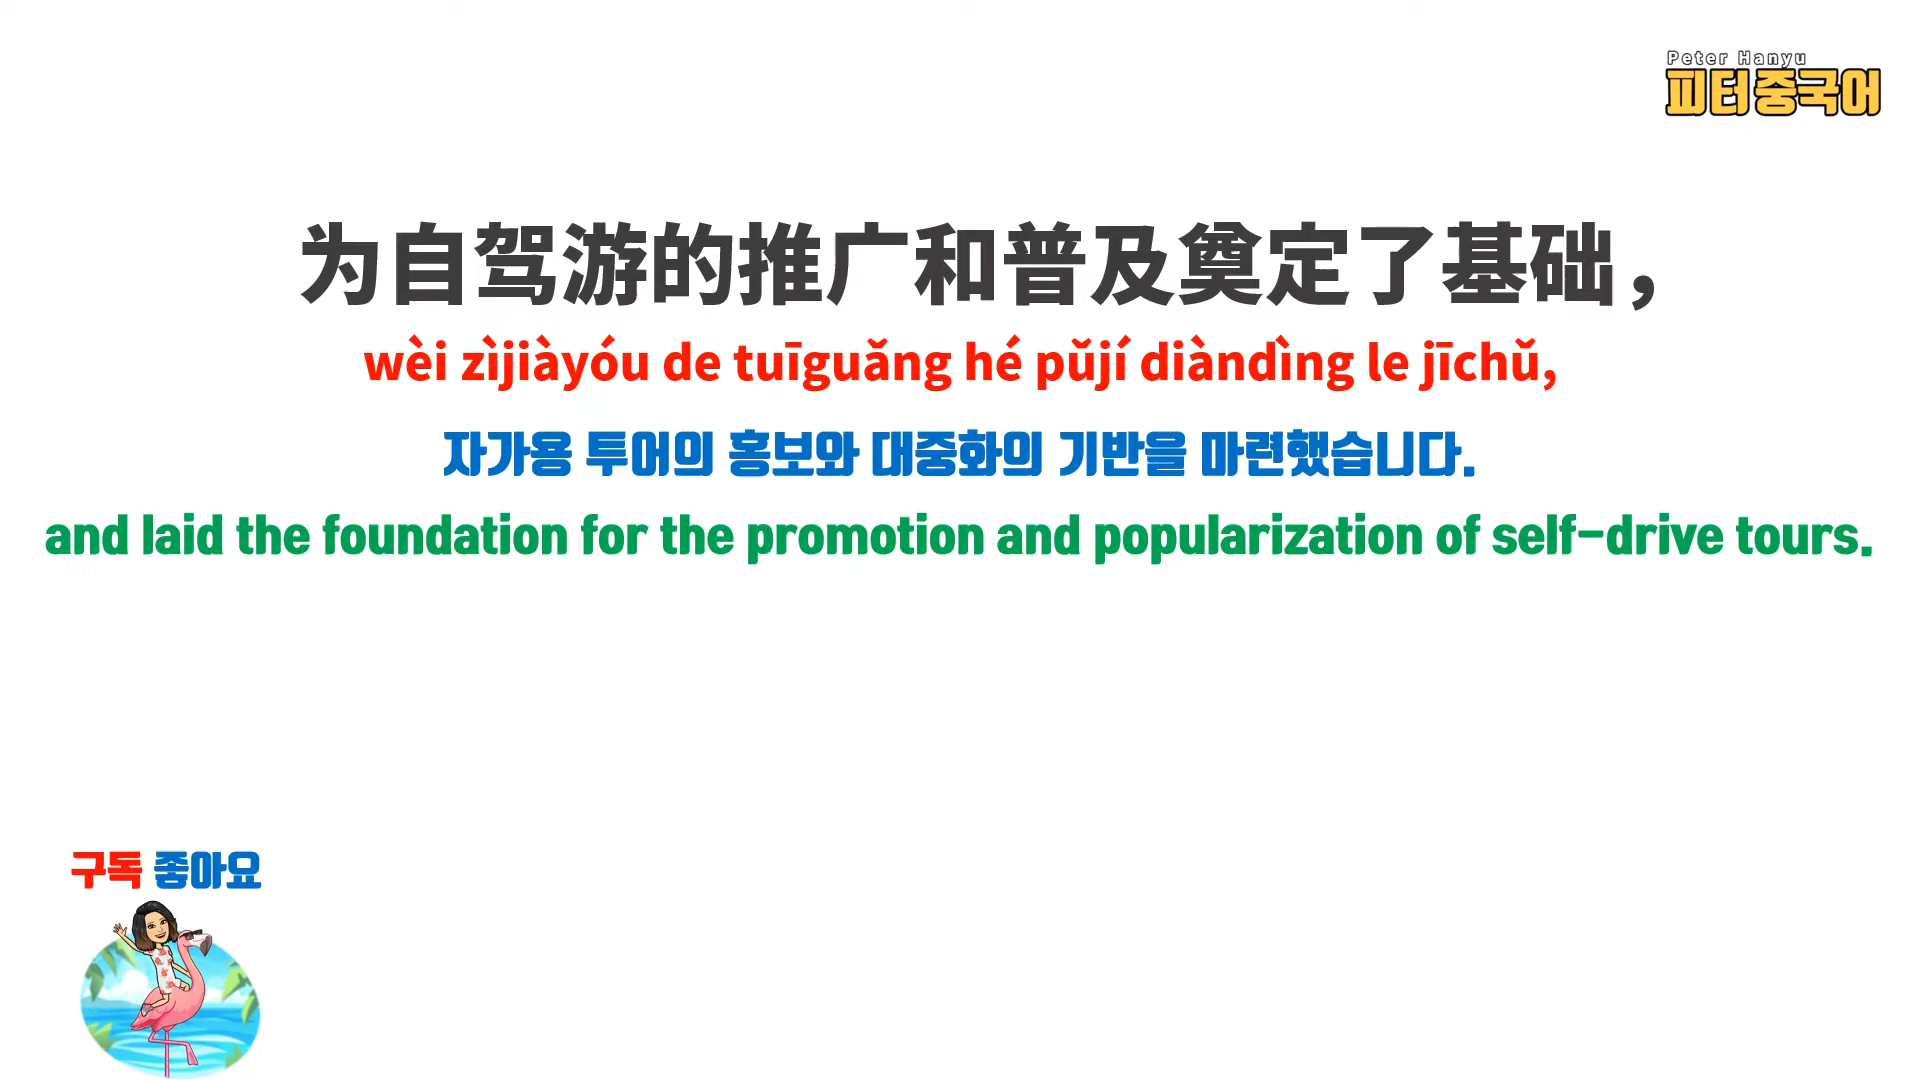 Peter Hanyu
피터 중국어
为自驾游的推广和普及奠定了基础，
wèi zìjiàyóu de tuīguǎng hé pǔjí diàndìng le jīchǔ,
자가용 투어의 홍보와 대중화의 기반을 마련했습니다.
and laid the foundation for the promotion and popularization of self-drive tours.
구독 좋아요